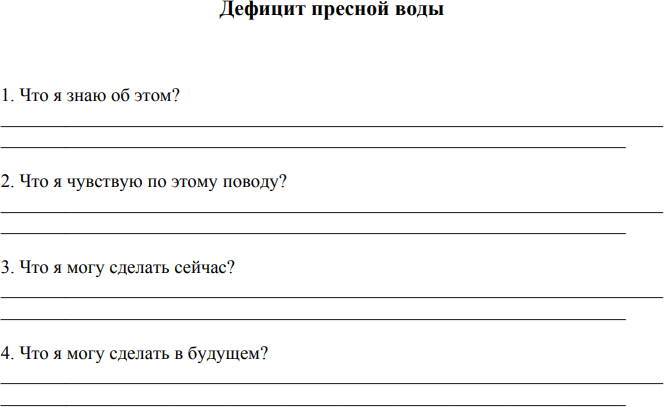 Дефицит пресной воды
1. Что я знаю об этом?
2. Что я чувствую по этому поводу?
3. Что я могу сделать сейчас?
4. Что я могу сделать в будущем?